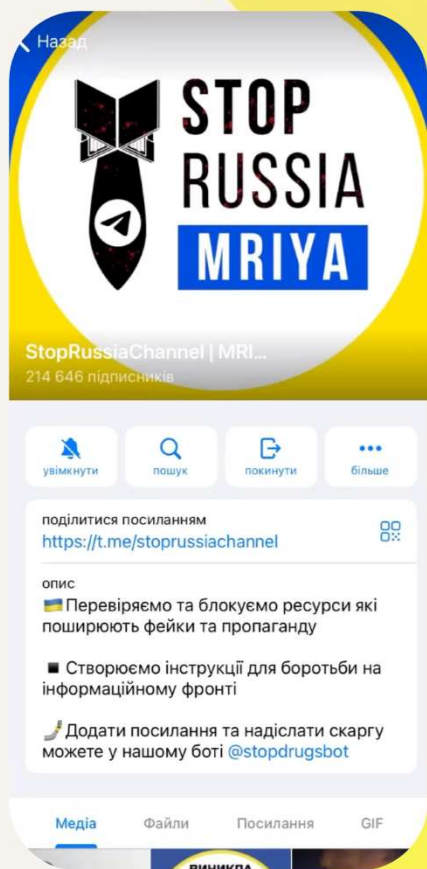 Назад
STOP
RUSSIA
MRIYA
StopRussiaChannel | MRI...
214 646 підписників
увімкнути
пошук
покинути
більше
поділитися посиланням
https://t.me/stoprussiachannel
опис
🇺🇦Перевіряємо та блокуємо ресурси які
поширюють фейки та пропаганду
◾ Створюємо інструкції для боротьби на
інформаційному фронті
🤳Додати посилання та надіслати скаргу
можете у нашому боті @stopdrugsbot
Медіа
Файли
Посилання
GIF
ВИНИКЛА